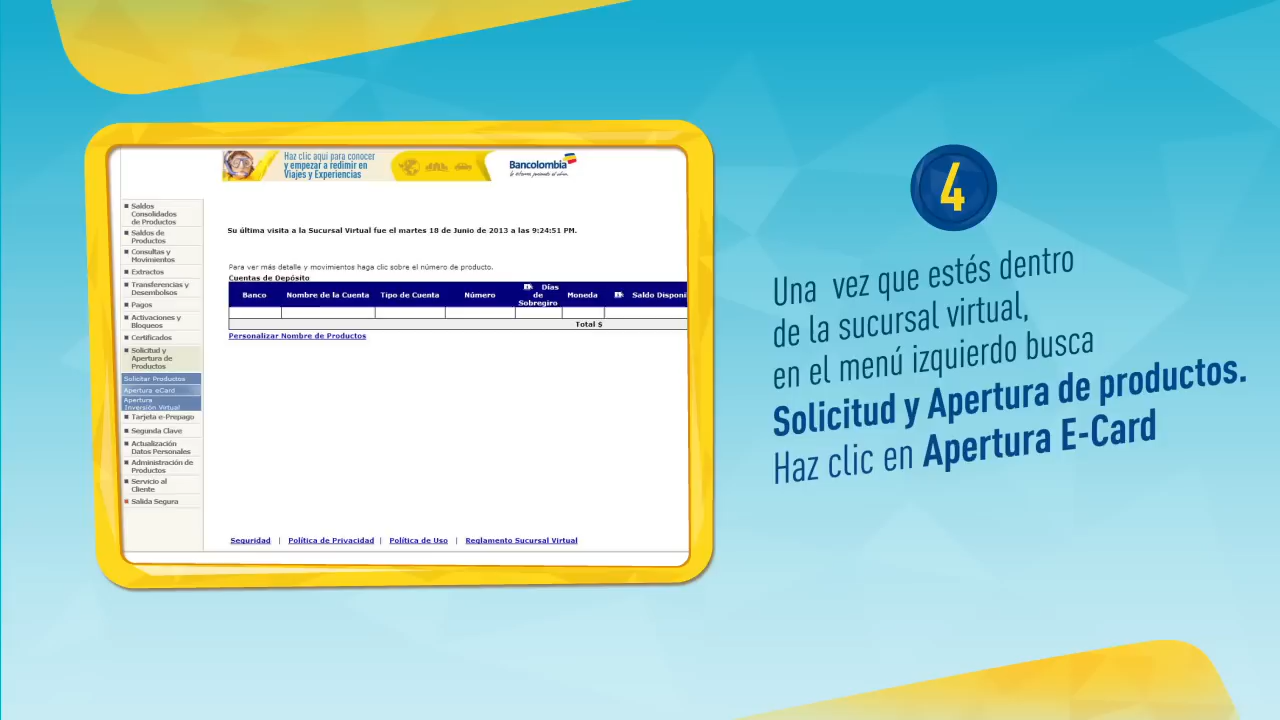 Haz clic aquí para conocer
y empezar a redimir en
Viajes y Experiencias
Bancolombia
Saldos
Consolidados
de Productos
Saldos de
Productos
Consultas y
Movimientos
Extractos
Transferencias y
Desembolsos
Pagos
Activaciones y
Bloqueos
Certificados
Solicitud y
Apertura de
Productos
Solicitar Productos
Apertura eCard
Apertura
Inversión Virtual
Tarjeta e-Prepago
Segunda Clave
Actualización
Datos Personales
Administración de
Productos
Servicio al
Cliente
Salida Segura
Su última visita a la Sucursal Virtual fue el martes 18 de Junio de 2013 a las 9:24:51 PM.
Para ver más detalle y movimientos haga clic sobre el número de producto.
Cuentas de Depósito
Banco Nombre de la Cuenta Tipo de Cuenta Número Días de Sobregiro Moneda Saldo Disponi
Total $
Personalizar Nombre de Productos
Seguridad | Política de Privacidad | Política de Uso | Reglamento Sucursal Virtual
4
Una vez que estés dentro
de la sucursal virtual,
en el menú izquierdo busca
Solicitud y Apertura de productos.
Haz clic en Apertura E-Card